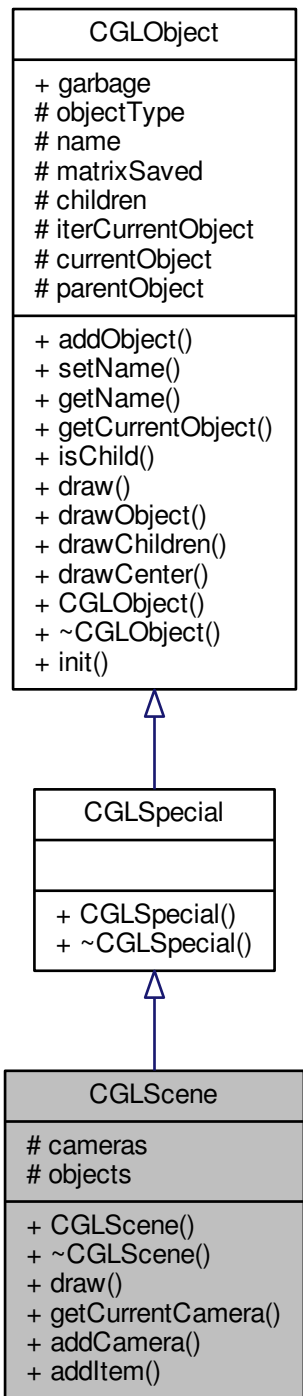 CGLObject
+ garbage
# objectType
# name
# matrixSaved
# children
# iterCurrentObject
# currentObject
# parentObject
+ addObject()
+ setName()
+ getName()
+ getCurrentObject()
+ isChild()
+ draw()
+ drawObject()
+ drawChildren()
+ drawCenter()
+ CGLObject()
+ ~CGLObject()
+ init()
CGLSpecial
+ CGLSpecial()
+ ~CGLSpecial()
CGLScene
# cameras
# objects
+ CGLScene()
+ ~CGLScene()
+ draw()
+ getCurrentCamera()
+ addCamera()
+ addItem()